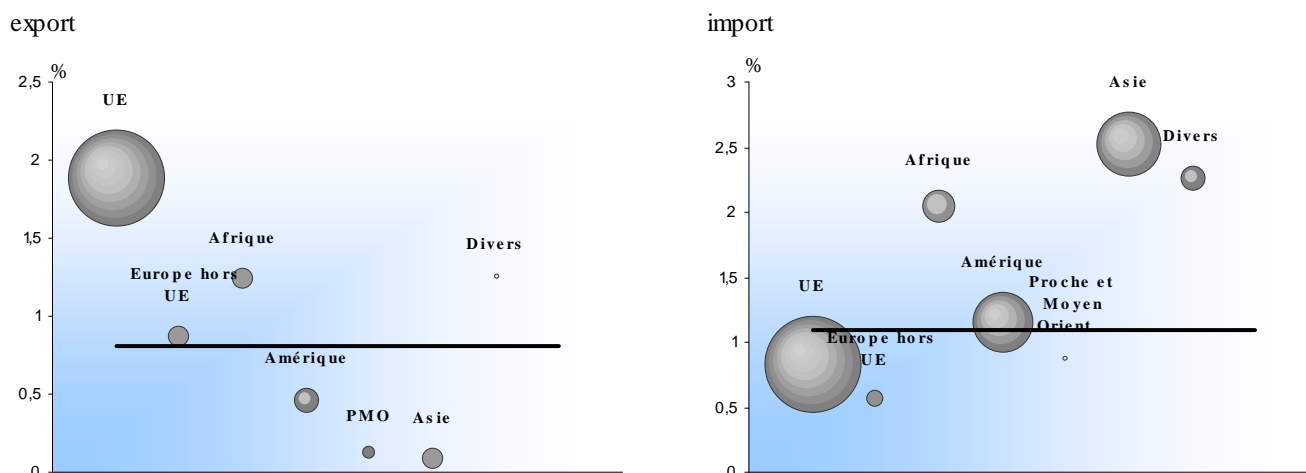 export
%
2,5
UE
2
Afrique
Divers
1,5
Europe hors
UE
1
Amérique
0,5
PMO
Asie
0
import
%
3
Asie
Divers
2,5
Afrique
2
Amérique
Proche et
Moyen
Orient
1,5
UE
1
Europe hors
UE
0,5
0